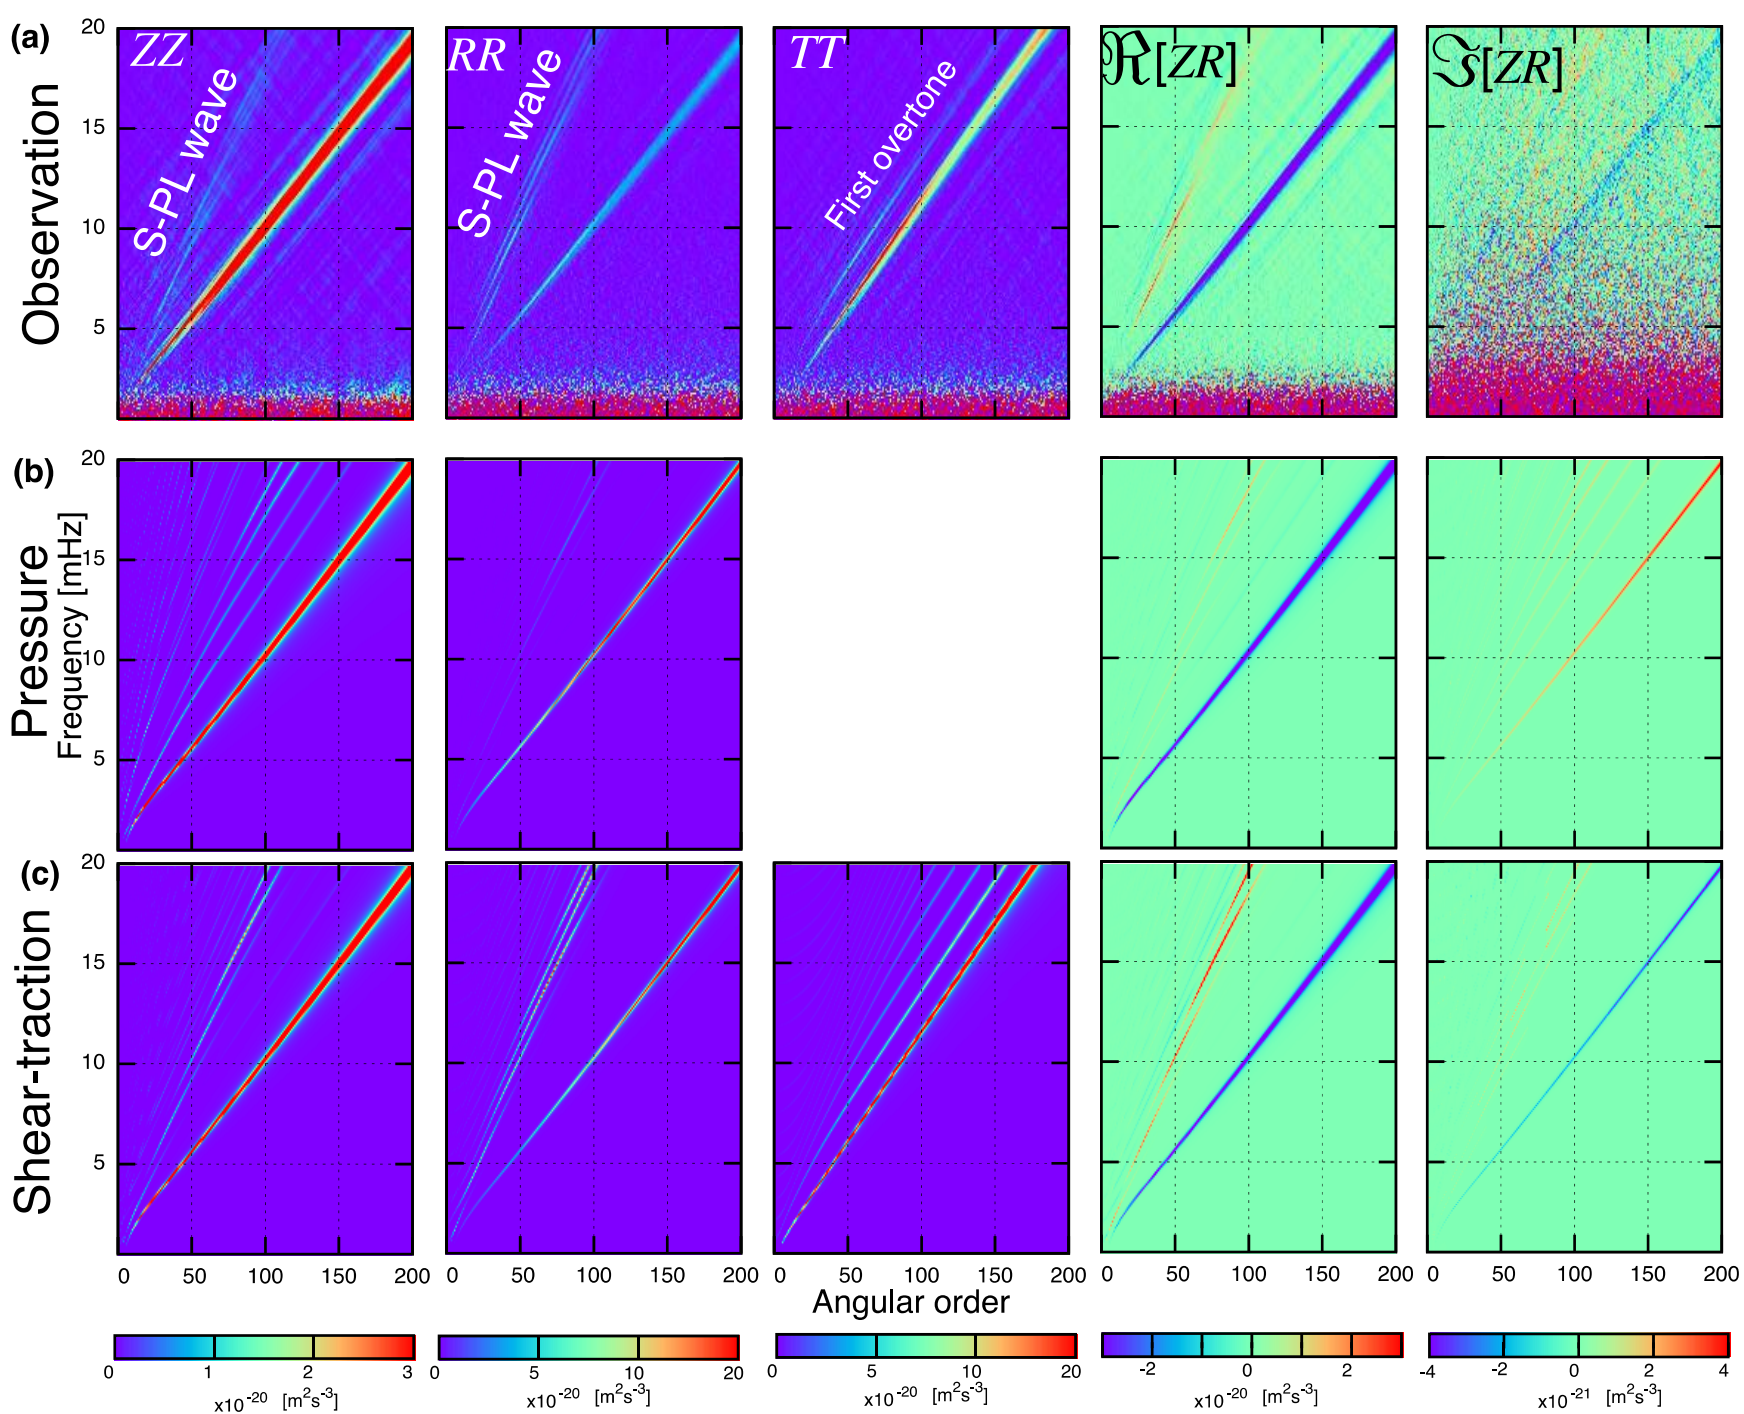 (a)
Observation
20
15
10
5
ZZ
S-PL wave
RR
S-PL wave
TT
First overtone
ℜ[ZR]
ℑ[ZR]
(b)
Pressure
Frequency [mHz]
20
15
10
5
(c)
Shear-traction
20
15
10
5
0 50 100 150 200
0 50 100 150 200
0 50 100 150 200
0 50 100 150 200
0 50 100 150 200
Angular order
0 1 2 3
x10⁻²⁰ [m²s⁻³]
0 5 10 20
x10⁻²⁰ [m²s⁻³]
0 5 10 20
x10⁻²⁰ [m²s⁻³]
-2 0 2
x10⁻²⁰ [m²s⁻³]
-4 -2 0 2 4
x10⁻²¹ [m²s⁻³]